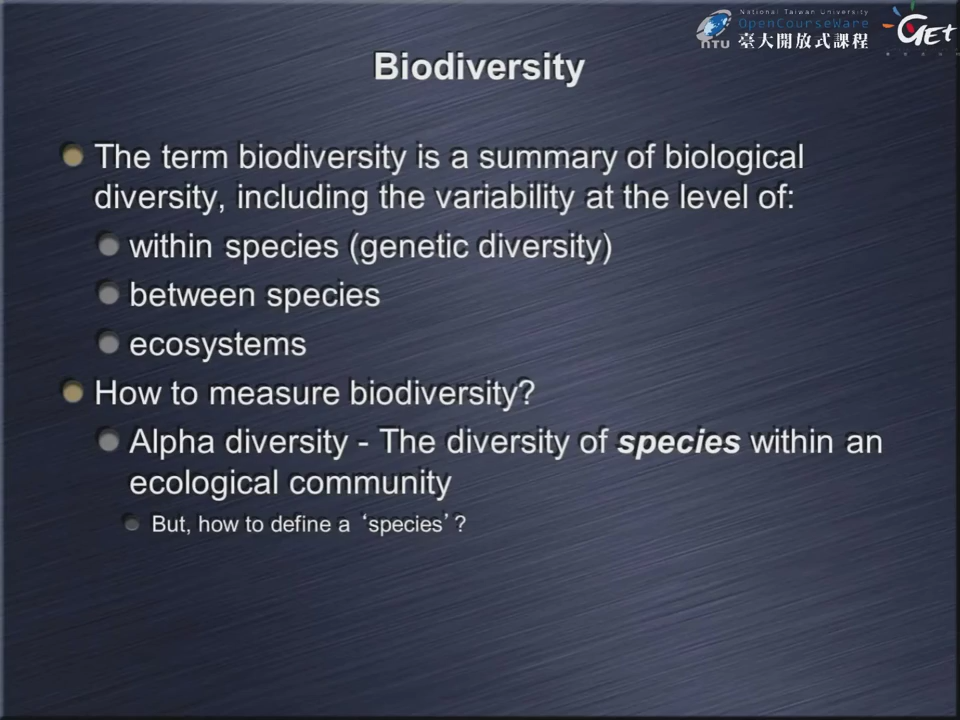 National Taiwan University
OpenCourseWare
NTU 臺大開放式課程
GET
Biodiversity
The term biodiversity is a summary of biological
diversity, including the variability at the level of:
within species (genetic diversity)
between species
ecosystems
How to measure biodiversity?
Alpha diversity - The diversity of species within an
ecological community
But, how to define a ‘species’?